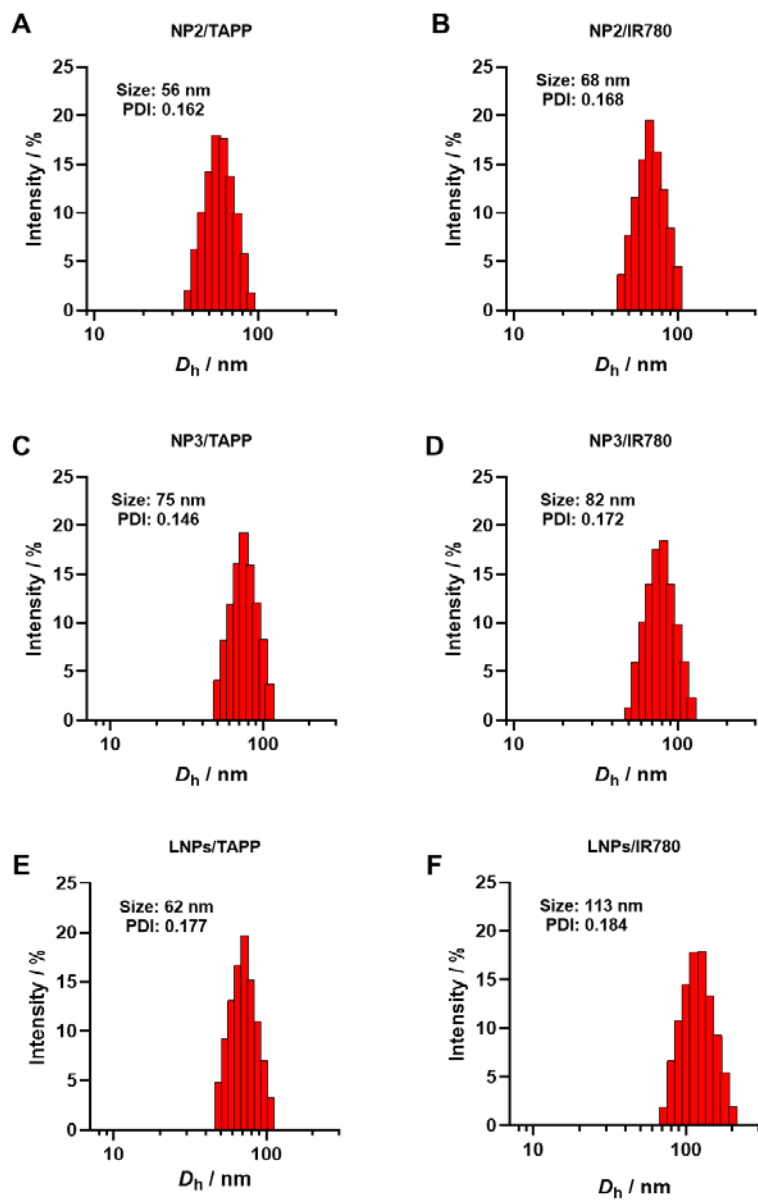 A
NP2/TAPP
25
20
15
10
5
0
Intensity / %
Size: 56 nm
PDI: 0.162
10
100
Dh / nm
B
NP2/IR780
25
20
15
10
5
0
Intensity / %
Size: 68 nm
PDI: 0.168
10
100
Dh / nm
C
NP3/TAPP
25
20
15
10
5
0
Intensity / %
Size: 75 nm
PDI: 0.146
10
100
Dh / nm
D
NP3/IR780
25
20
15
10
5
0
Intensity / %
Size: 82 nm
PDI: 0.172
10
100
Dh / nm
E
LNPs/TAPP
25
20
15
10
5
0
Intensity / %
Size: 62 nm
PDI: 0.177
10
100
Dh / nm
F
LNPs/IR780
25
20
15
10
5
0
Intensity / %
Size: 113 nm
PDI: 0.184
10
100
Dh / nm